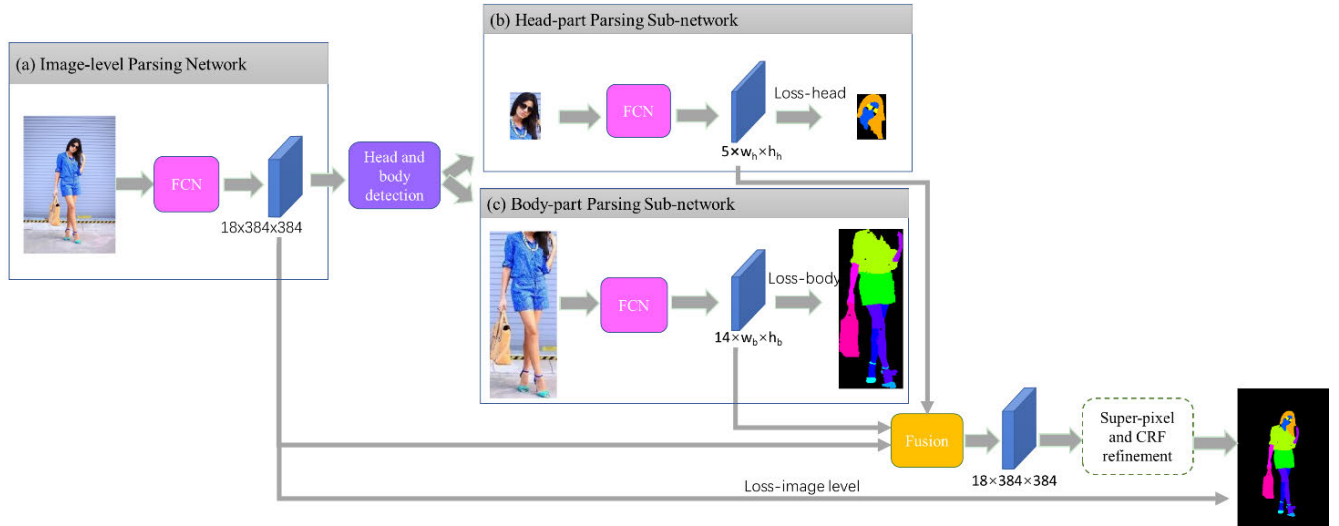 (a) Image-level Parsing Network
FCN
18x384x384
Head and
body
detection
(b) Head-part Parsing Sub-network
FCN
Loss-head
5×wₕ×hₕ
(c) Body-part Parsing Sub-network
FCN
Loss-body
14×w_b×h_b
Fusion
18×384×384
Super-pixel
and CRF
refinement
Loss-image level